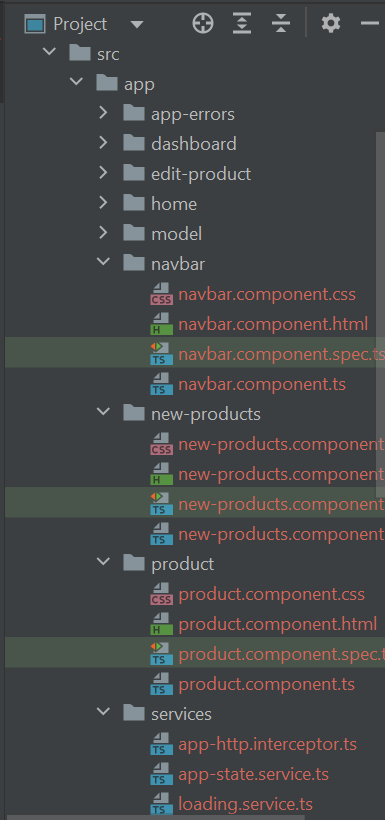 Project
src
app
app-errors
dashboard
edit-product
home
model
navbar
CSS navbar.component.css
H navbar.component.html
TS navbar.component.spec.ts
TS navbar.component.ts
new-products
CSS new-products.component
H new-products.component
TS new-products.component
TS new-products.component
product
CSS product.component.css
H product.component.html
TS product.component.spec.t
TS product.component.ts
services
TS app-http.interceptor.ts
TS app-state.service.ts
TS loading.service.ts